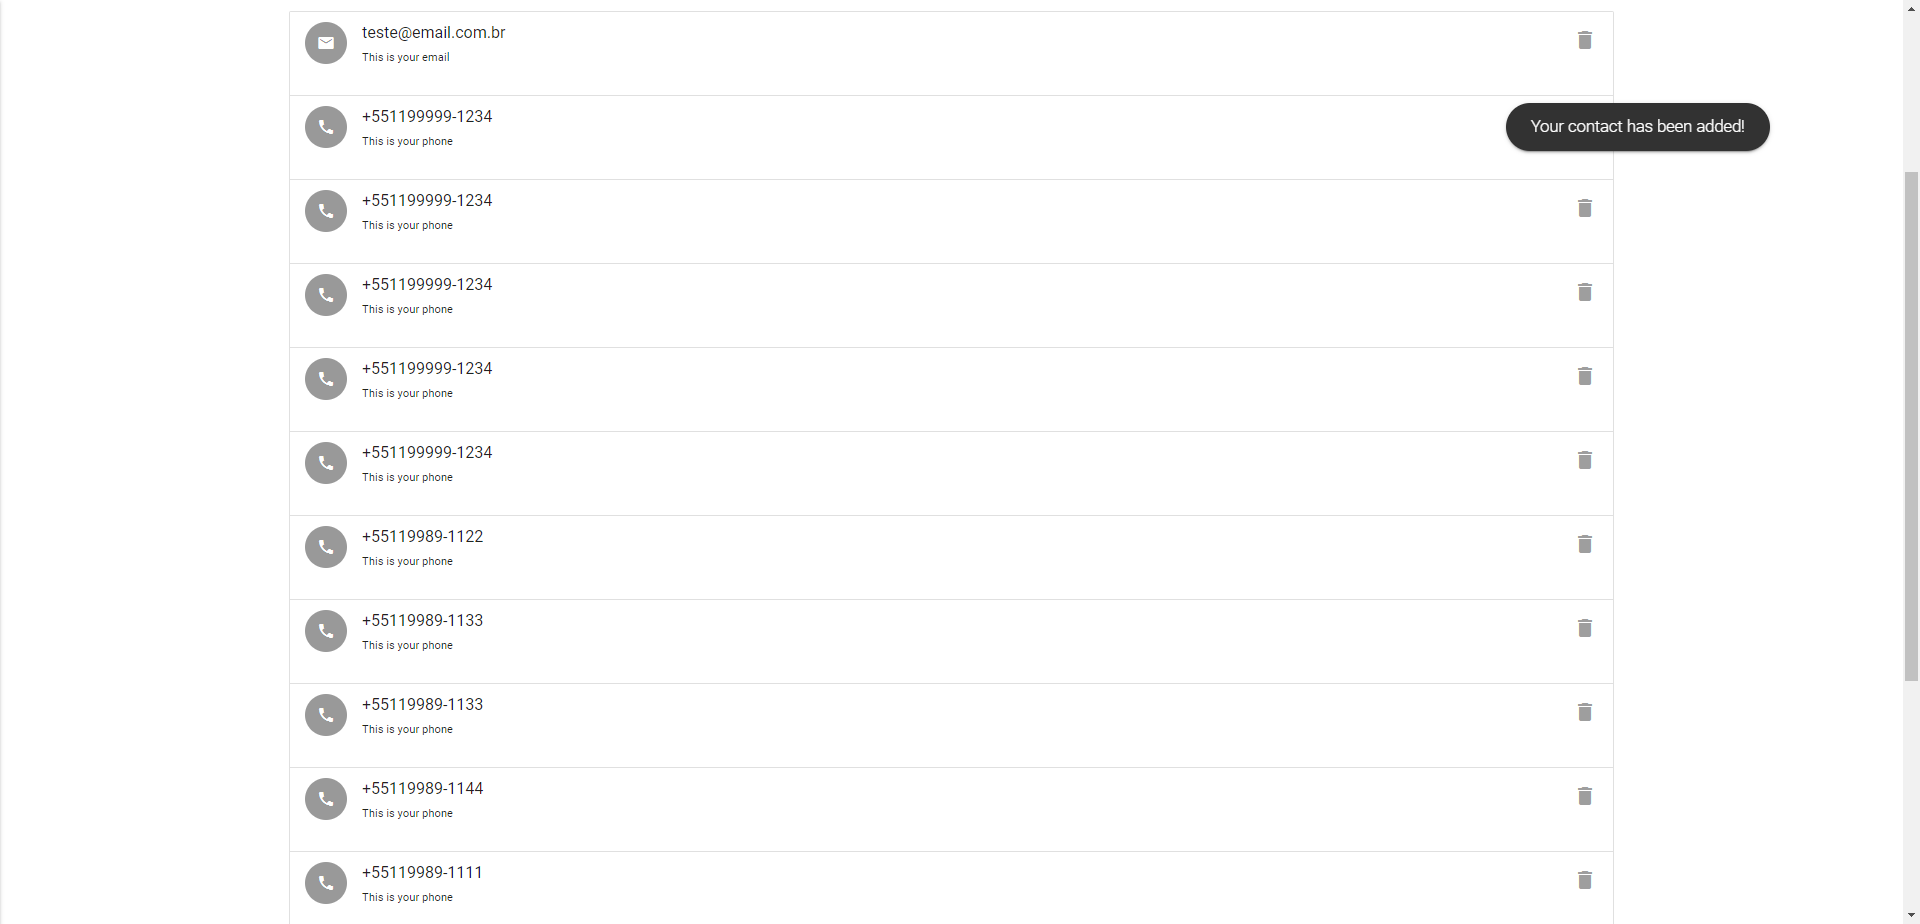 teste@email.com.br
This is your email
+551199999-1234
This is your phone
Your contact has been added!
+551199999-1234
This is your phone
+551199999-1234
This is your phone
+551199999-1234
This is your phone
+551199999-1234
This is your phone
+55119989-1122
This is your phone
+55119989-1133
This is your phone
+55119989-1133
This is your phone
+55119989-1144
This is your phone
+55119989-1111
This is your phone